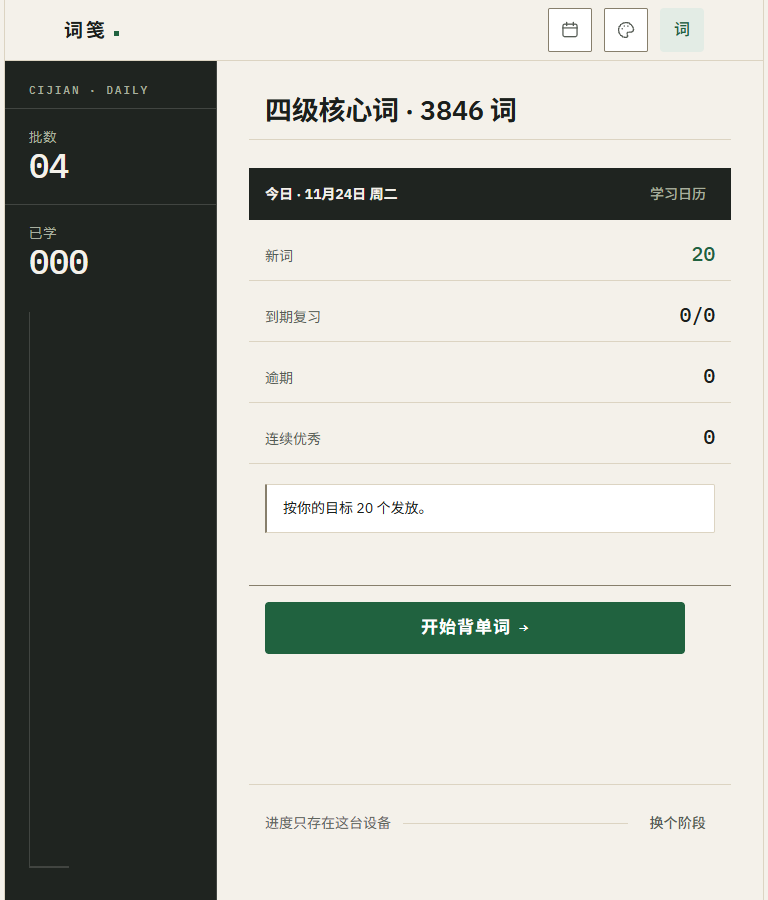 词笺
词
CIJIAN · DAILY
批数
04
已学
000
四级核心词 · 3846 词
今日 · 11月24日 周二 学习日历
新词 20
到期复习 0/0
逾期 0
连续优秀 0
按你的目标 20 个发放。
开始背单词 →
进度只存在这台设备 换个阶段